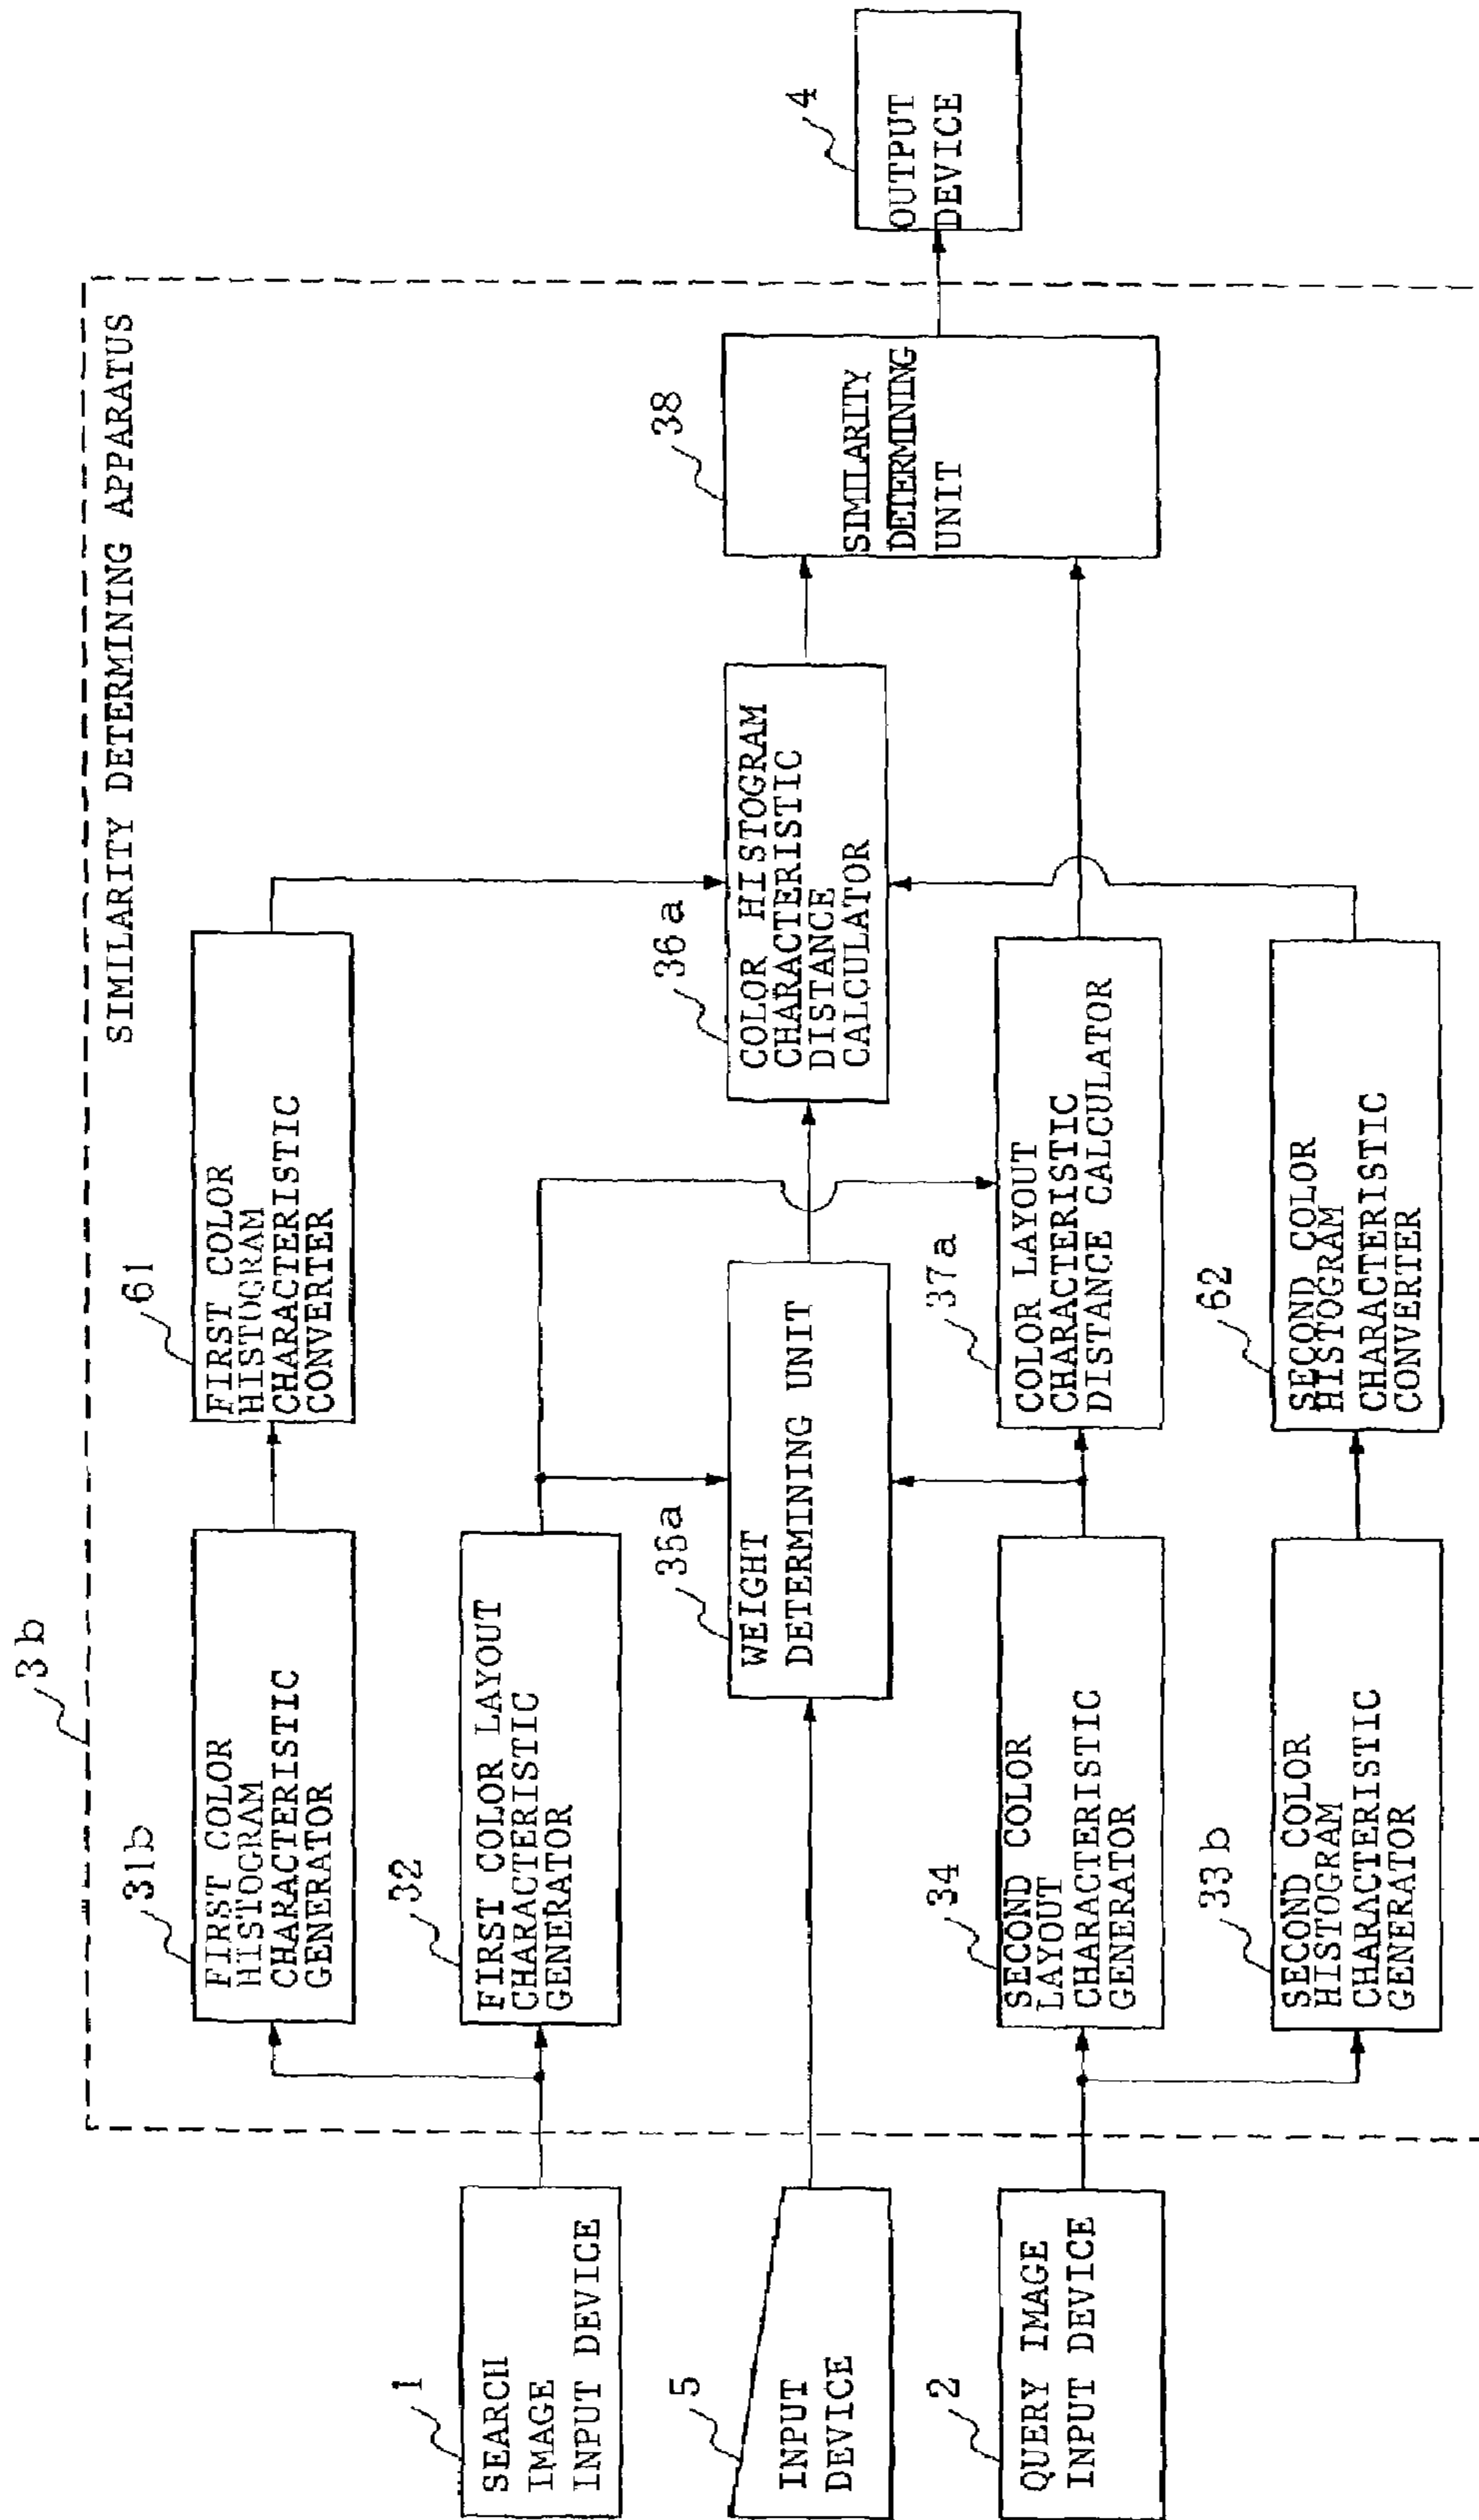 3b
SIMILARITY DETERMINING APPARATUS
1
SEARCH
IMAGE
INPUT DEVICE
5
INPUT
DEVICE
2
QUERY IMAGE
INPUT DEVICE
31b
FIRST COLOR
HISTOGRAM
CHARACTERISTIC
GENERATOR
32
FIRST COLOR LAYOUT
CHARACTERISTIC
GENERATOR
34
SECOND COLOR
LAYOUT
CHARACTERISTIC
GENERATOR
33b
SECOND COLOR
HISTOGRAM
CHARACTERISTIC
GENERATOR
61
FIRST COLOR
HISTOGRAM
CHARACTERISTIC
CONVERTER
35a
WEIGHT
DETERMINING UNIT
37a
COLOR LAYOUT
CHARACTERISTIC
DISTANCE CALCULATOR
62
SECOND COLOR
HISTOGRAM
CHARACTERISTIC
CONVERTER
36a
COLOR HISTOGRAM
CHARACTERISTIC
DISTANCE
CALCULATOR
38
SIMILARITY
DETERMINING
UNIT
4
OUTPUT
DEVICE